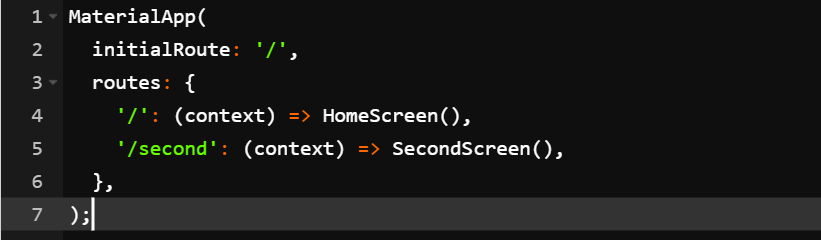 1 MaterialApp(
2   initialRoute: '/',
3   routes: {
4     '/': (context) => HomeScreen(),
5     '/second': (context) => SecondScreen(),
6   },
7 );